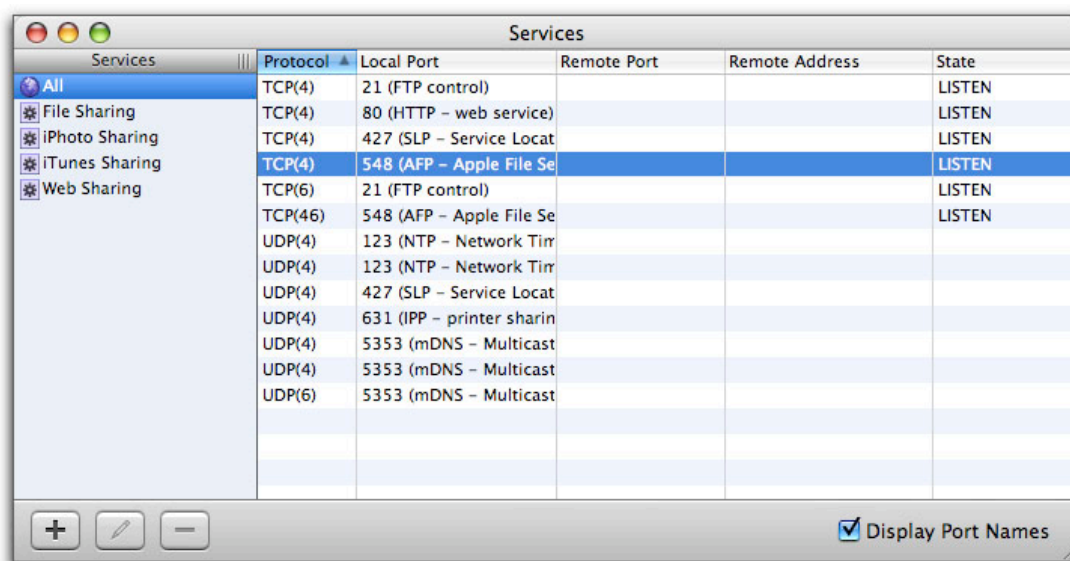 Services
Services
Protocol Local Port Remote Port Remote Address State
All
File Sharing
iPhoto Sharing
iTunes Sharing
Web Sharing
TCP(4) 21 (FTP control) LISTEN
TCP(4) 80 (HTTP – web service) LISTEN
TCP(4) 427 (SLP – Service Locat LISTEN
TCP(4) 548 (AFP – Apple File Se LISTEN
TCP(6) 21 (FTP control) LISTEN
TCP(46) 548 (AFP – Apple File Se LISTEN
UDP(4) 123 (NTP – Network Tim
UDP(4) 123 (NTP – Network Tim
UDP(4) 427 (SLP – Service Locat
UDP(4) 631 (IPP – printer sharin
UDP(4) 5353 (mDNS – Multicast
UDP(4) 5353 (mDNS – Multicast
UDP(6) 5353 (mDNS – Multicast
Display Port Names